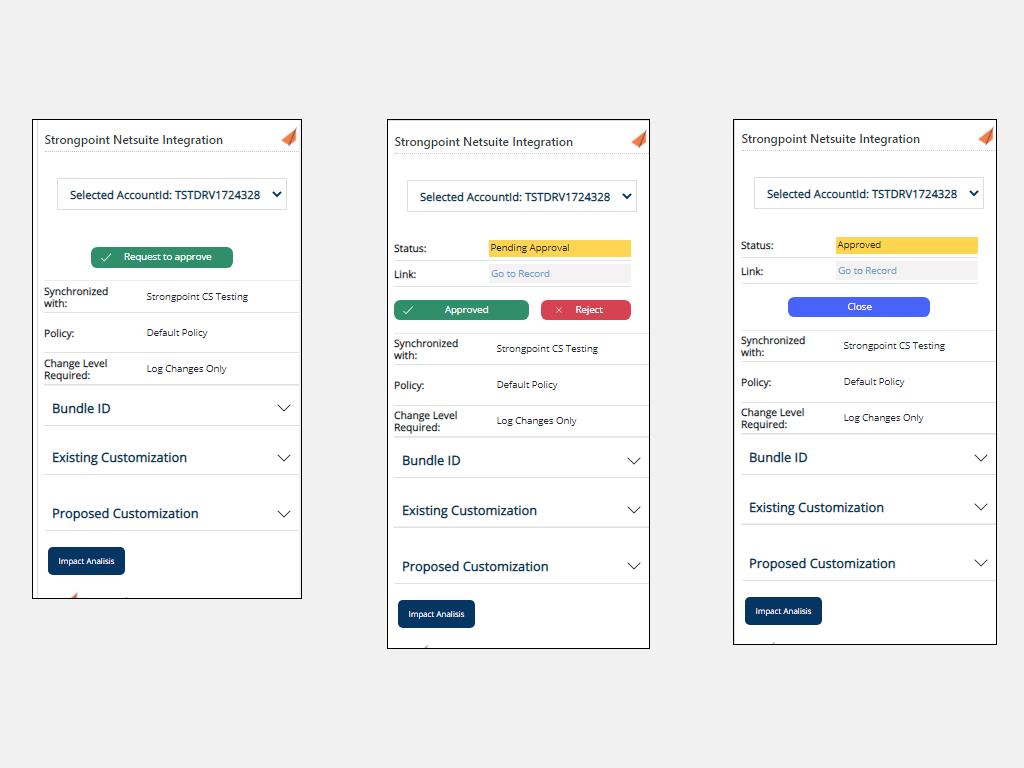 Strongpoint Netsuite Integration
Selected AccountId: TSTDRV1724328
Request to approve
Synchronized with:
Strongpoint CS Testing
Policy:
Default Policy
Change Level Required:
Log Changes Only
Bundle ID
Existing Customization
Proposed Customization
Impact Analisis
Strongpoint Netsuite Integration
Selected AccountId: TSTDRV1724328
Status:
Pending Approval
Link:
Go to Record
Approved
Reject
Synchronized with:
Strongpoint CS Testing
Policy:
Default Policy
Change Level Required:
Log Changes Only
Bundle ID
Existing Customization
Proposed Customization
Impact Analisis
Strongpoint Netsuite Integration
Selected AccountId: TSTDRV1724328
Status:
Approved
Link:
Go to Record
Close
Synchronized with:
Strongpoint CS Testing
Policy:
Default Policy
Change Level Required:
Log Changes Only
Bundle ID
Existing Customization
Proposed Customization
Impact Analisis